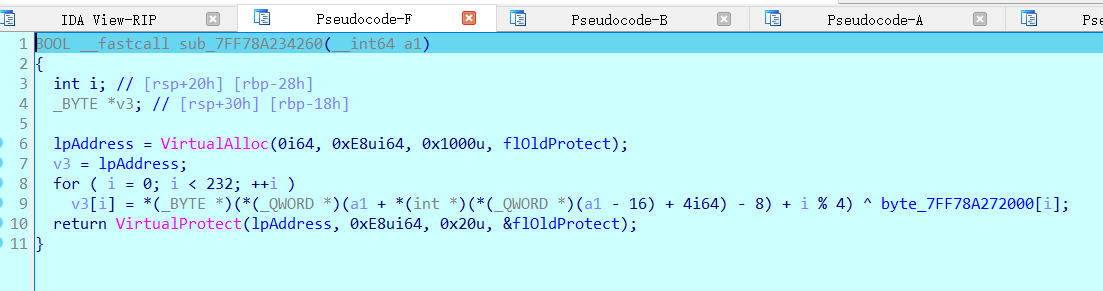 IDA View-RIP Pseudocode-F Pseudocode-B Pseudocode-A Pse
1 BOOL __fastcall sub_7FF78A234260(__int64 a1)
2 {
3 int i; // [rsp+20h] [rbp-28h]
4 _BYTE *v3; // [rsp+30h] [rbp-18h]
5
6 lpAddress = VirtualAlloc(0i64, 0xE8ui64, 0x1000u, flOldProtect);
7 v3 = lpAddress;
8 for ( i = 0; i < 232; ++i )
9 v3[i] = *(_BYTE *)(*(_QWORD *)(a1 + *(int *)(*(_QWORD *)(a1 - 16) + 4i64) - 8) + i % 4) ^ byte_7FF78A272000[i];
10 return VirtualProtect(lpAddress, 0xE8ui64, 0x20u, &flOldProtect);
11 }